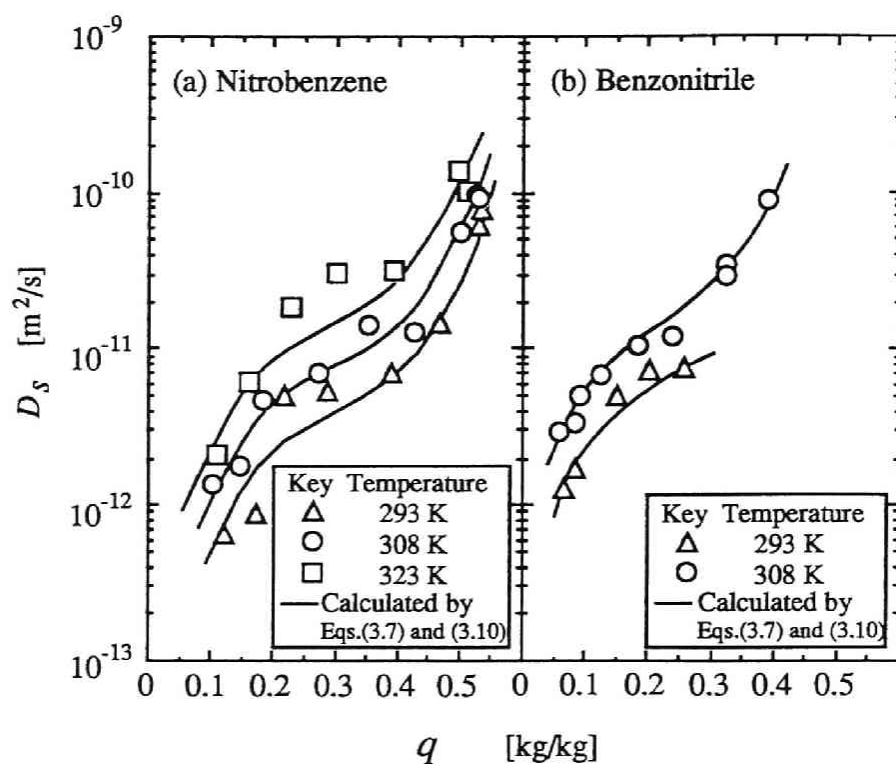 10⁻⁹
10⁻¹⁰
10⁻¹¹
10⁻¹²
10⁻¹³
D_S [m²/s]
(a) Nitrobenzene
Key Temperature
△ 293 K
○ 308 K
□ 323 K
— Calculated by
Eqs.(3.7) and (3.10)
0 0.1 0.2 0.3 0.4 0.5
(b) Benzonitrile
Key Temperature
△ 293 K
○ 308 K
— Calculated by
Eqs.(3.7) and (3.10)
0 0.1 0.2 0.3 0.4 0.5
q [kg/kg]